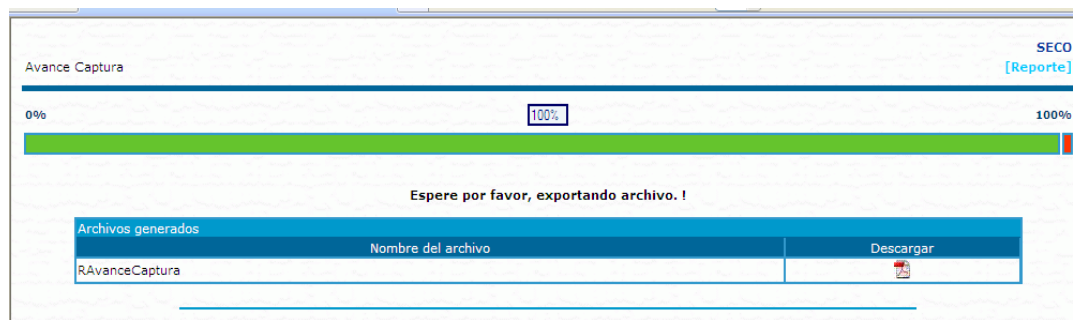 SECO
Avance Captura [Reporte]
0% 100% 100%
Espere por favor, exportando archivo. !
Archivos generados
Nombre del archivo Descargar
RAvanceCaptura